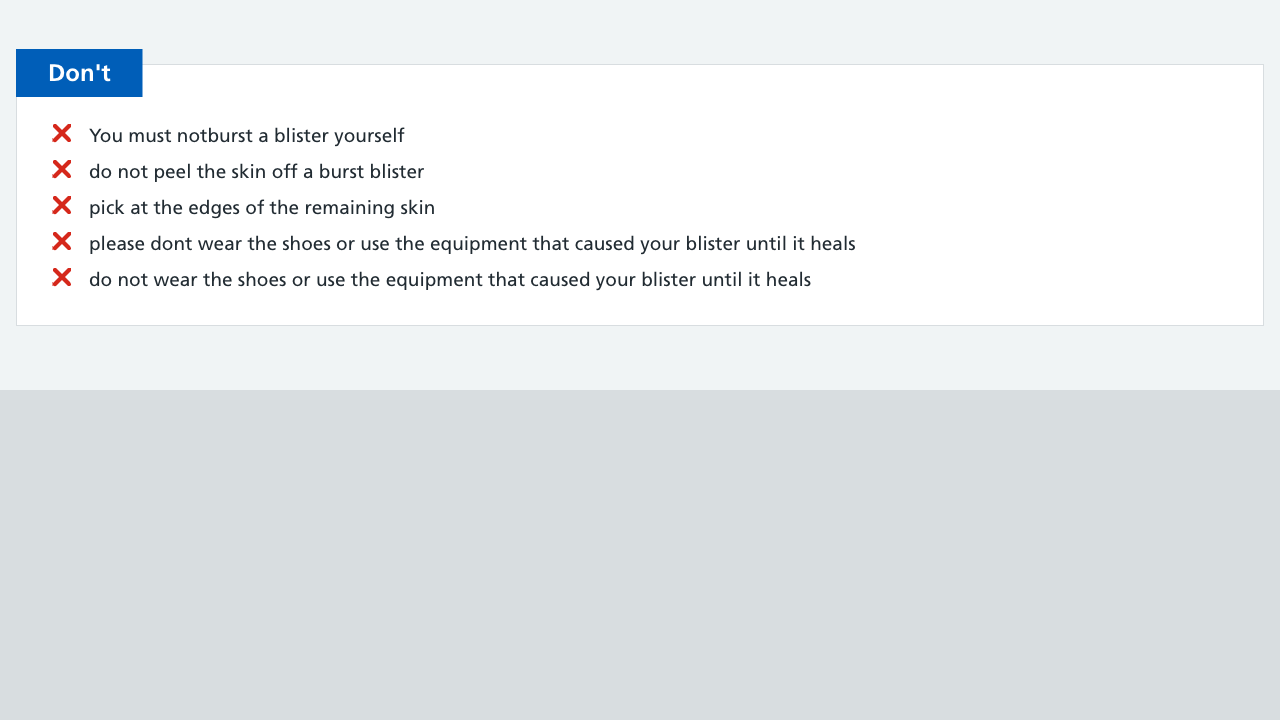 Don't
You must notburst a blister yourself
do not peel the skin off a burst blister
pick at the edges of the remaining skin
please dont wear the shoes or use the equipment that caused your blister until it heals
do not wear the shoes or use the equipment that caused your blister until it heals